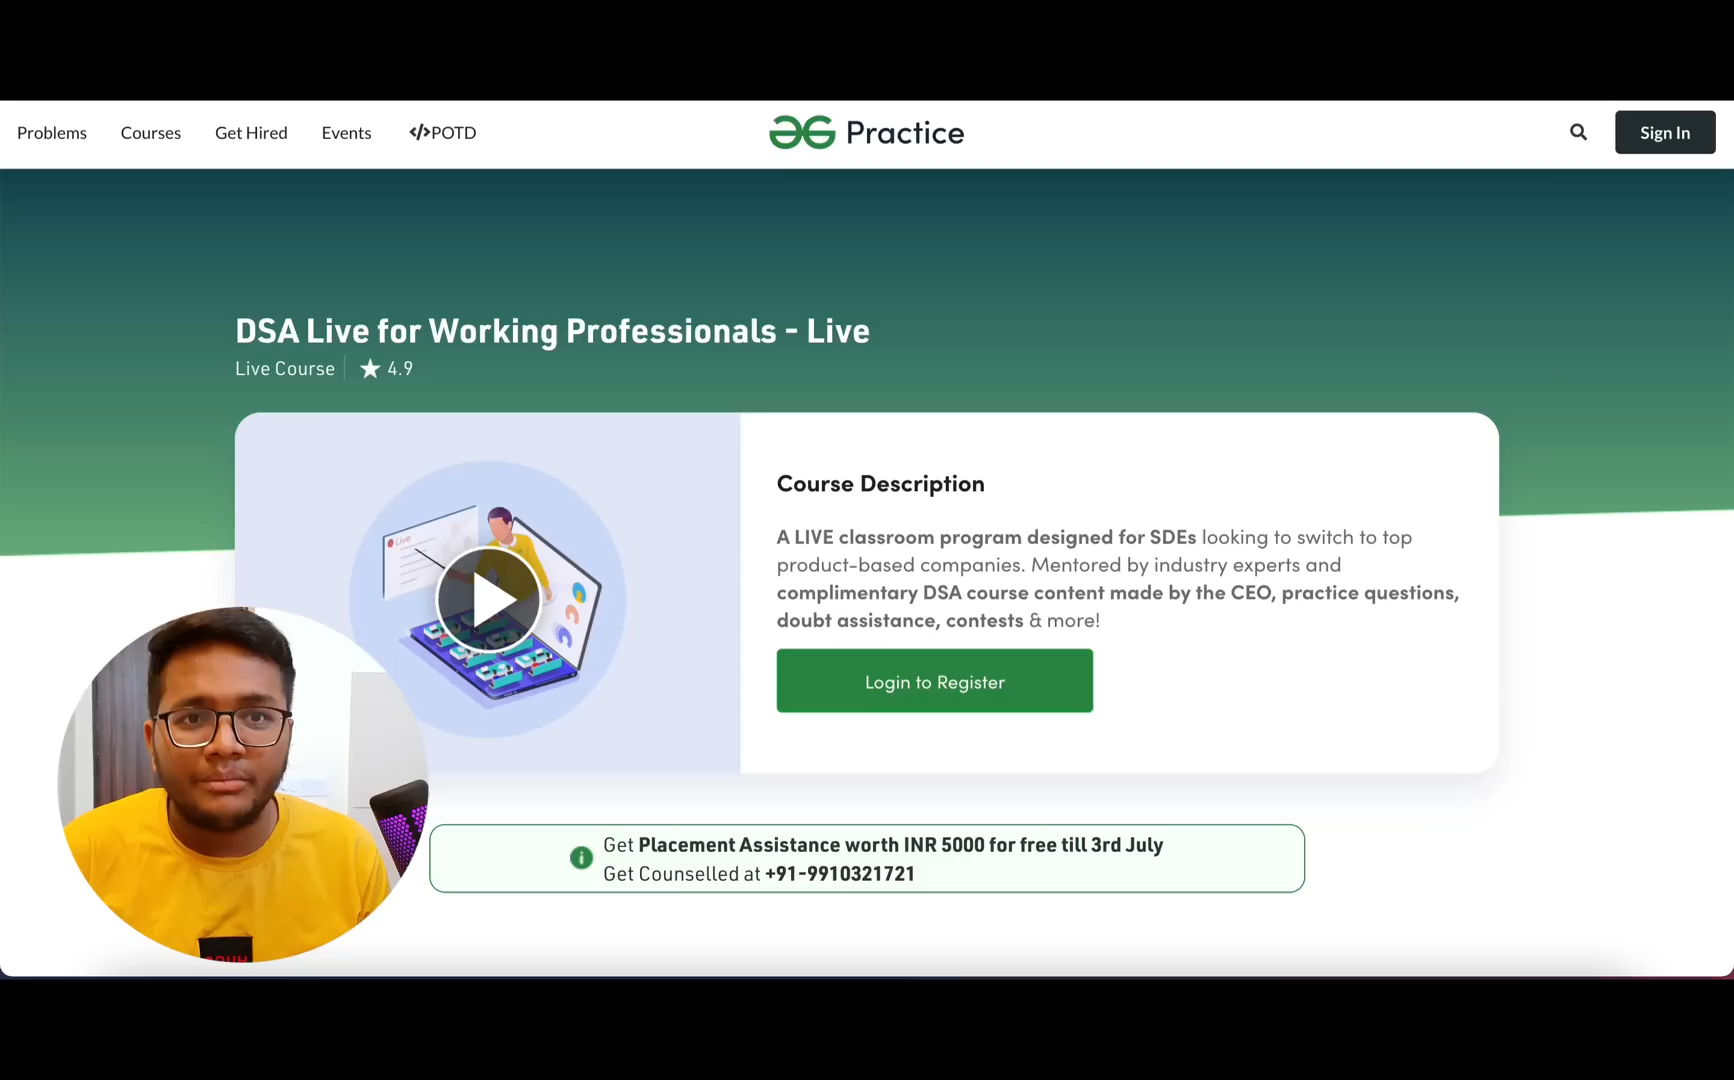 Problems Courses Get Hired Events </>POTD Practice Sign In
DSA Live for Working Professionals - Live
Live Course ★ 4.9
Live
Course Description
A LIVE classroom program designed for SDEs looking to switch to top
product-based companies. Mentored by industry experts and
complimentary DSA course content made by the CEO, practice questions,
doubt assistance, contests & more!
Login to Register
Get Placement Assistance worth INR 5000 for free till 3rd July
Get Counselled at +91-9910321721